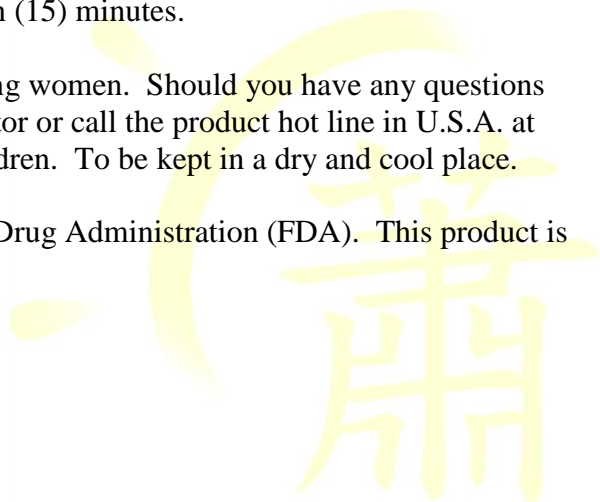 n (15) minutes.
ng women. Should you have any questions
tor or call the product hot line in U.S.A. at
dren. To be kept in a dry and cool place.
Drug Administration (FDA). This product is
蕭